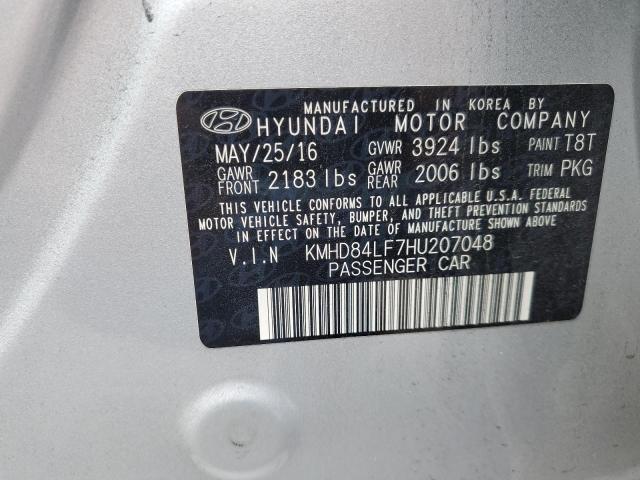 MANUFACTURED IN KOREA BY
HYUNDAI MOTOR COMPANY
MAY/25/16 GVWR 3924 lbs PAINT T8T
GAWR FRONT 2183 lbs GAWR REAR 2006 lbs TRIM PKG
THIS VEHICLE CONFORMS TO ALL APPLICABLE U.S.A. FEDERAL
MOTOR VEHICLE SAFETY, BUMPER, AND THEFT PREVENTION STANDARDS
IN EFFECT ON THE DATE OF MANUFACTURE SHOWN ABOVE.
V.I.N KMHD84LF7HU207048
PASSENGER CAR